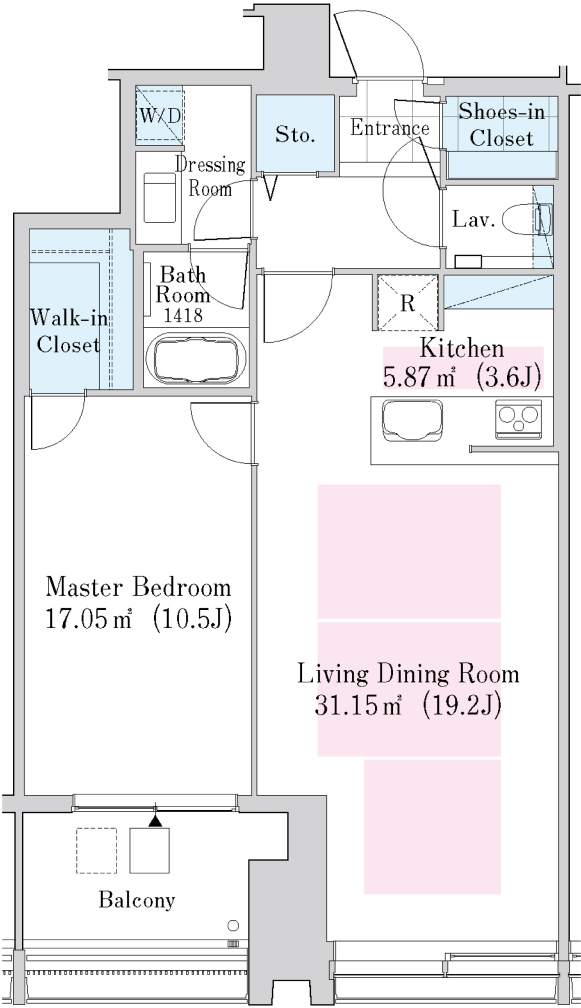 Shoes-in
Closet
W/D
Sto.
Entrance
Dressing
Room
Lav.
Bath
Room
1418
R
Walk-in
Closet
Kitchen
5.87㎡ (3.6J)
Master Bedroom
17.05㎡ (10.5J)
Living Dining Room
31.15㎡ (19.2J)
Balcony